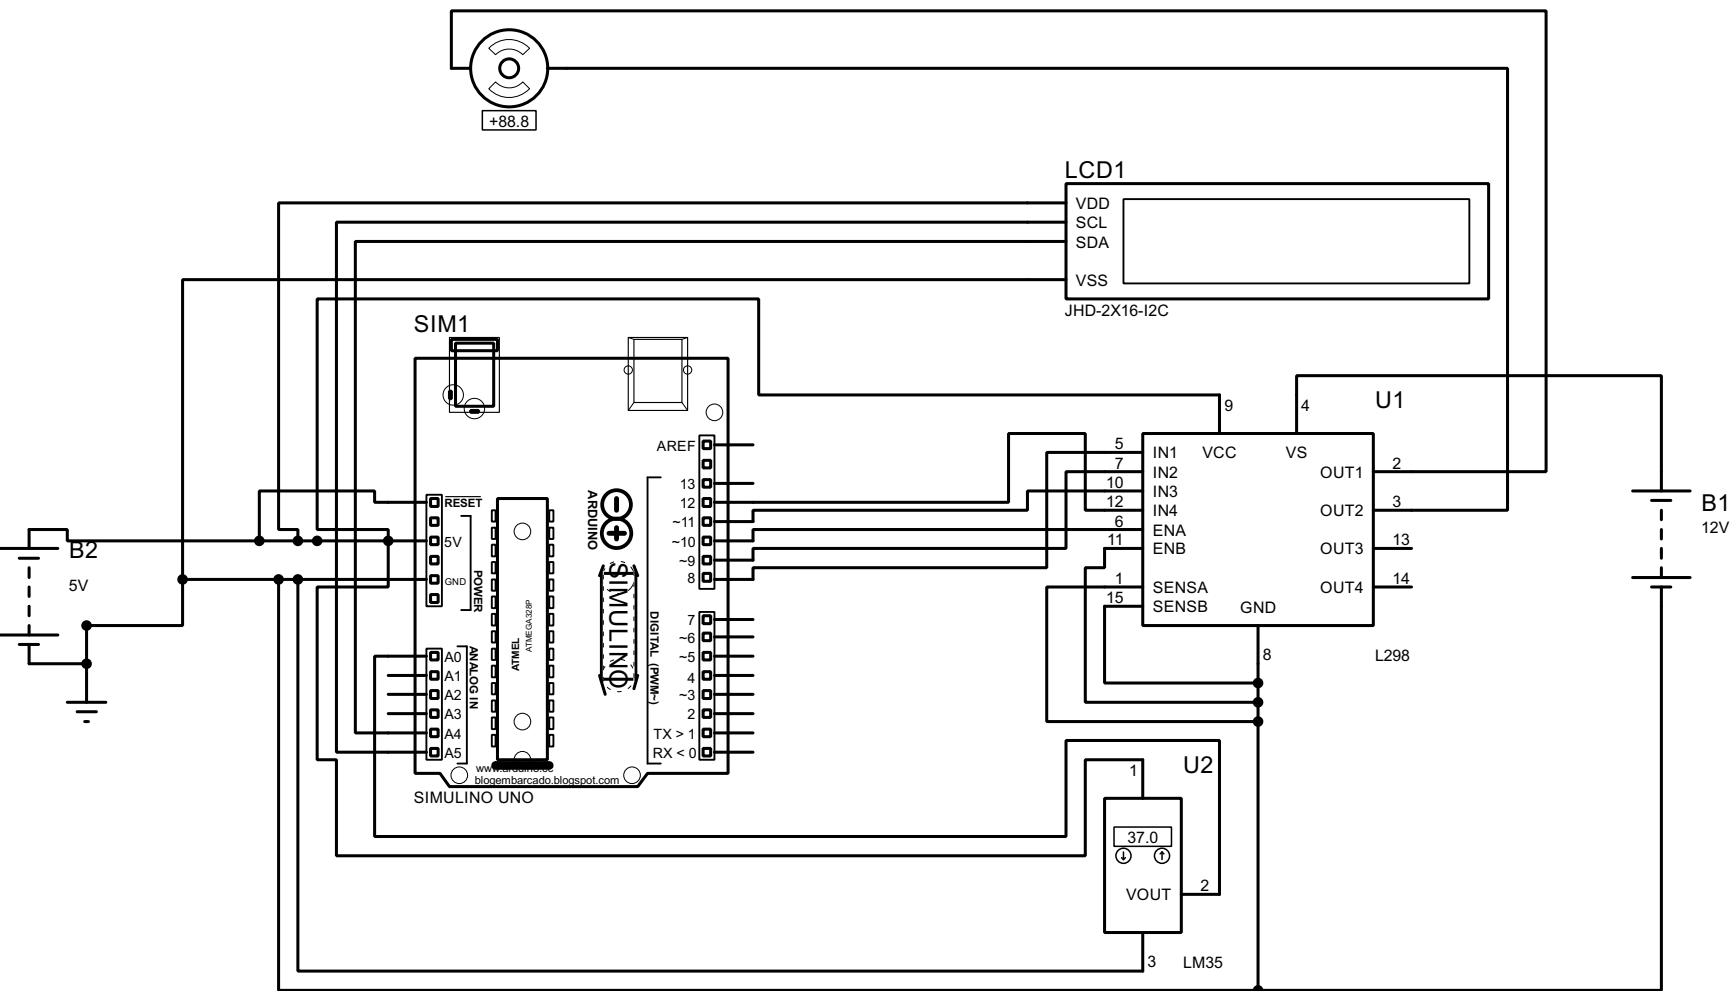 +88.8
LCD1
VDD
SCL
SDA
VSS
JHD-2X16-I2C
SIM1
AREF
13
12
~11
~10
~9
8
7
~6
~5
4
~3
2
TX > 1
RX < 0
DIGITAL (PWM~)
ARDUINO
SIMULINO
RESET
5V
GND
POWER
A0
A1
A2
A3
A4
A5
ANALOG IN
ATMEL
ATMEGA328P
www.arduino.cc
blogembarcado.blogspot.com
SIMULINO UNO
B2
5V
U1
9
4
VCC
VS
5
IN1
7
IN2
10
IN3
12
IN4
6
ENA
11
ENB
1
SENSA
15
SENSB
GND
8
OUT1
2
OUT2
3
OUT3
13
OUT4
14
L298
B1
12V
U2
1
37.0
VOUT
2
3
LM35